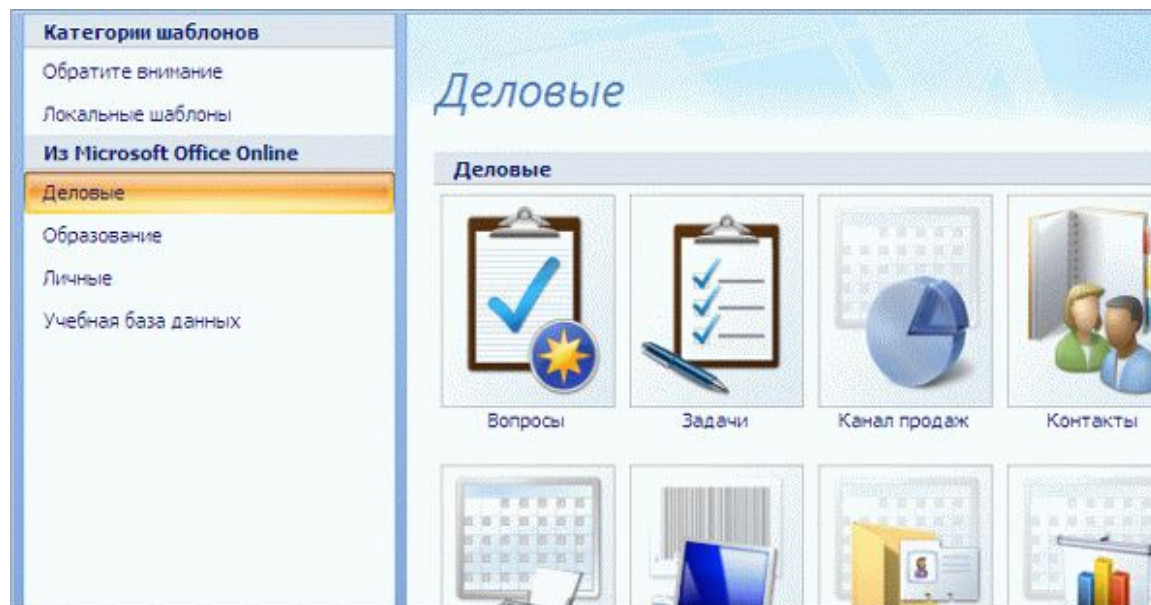 Категории шаблонов
Обратите внимание
Локальные шаблоны
Из Microsoft Office Online
Деловые
Образование
Личные
Учебная база данных
Деловые
Деловые
Вопросы
Задачи
Канал продаж
Контакты